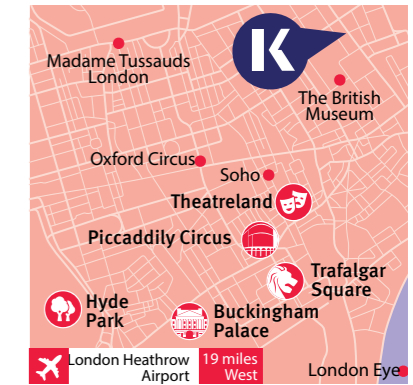 K
Madame Tussauds
London
The British
Museum
Oxford Circus
Soho
Theatreland
Piccadilly Circus
Trafalgar
Square
Hyde
Park
Buckingham
Palace
London Heathrow
Airport
19 miles
West
London Eye